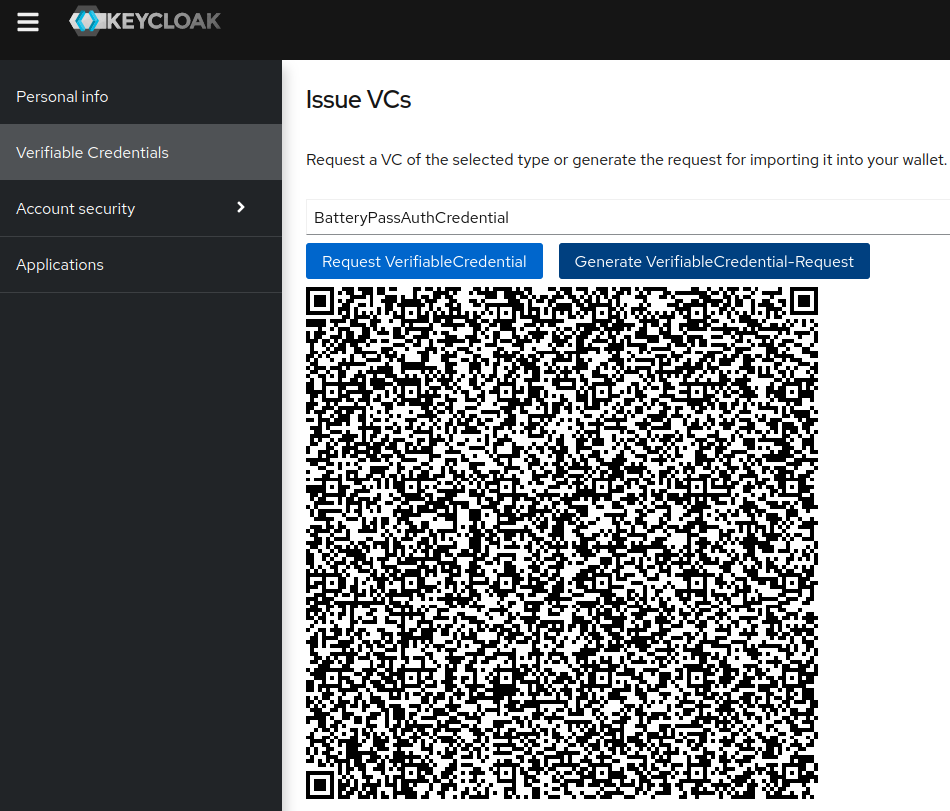 KEYCLOAK
Personal info
Verifiable Credentials
Account security
Applications
Issue VCs
Request a VC of the selected type or generate the request for importing it into your wallet.
BatteryPassAuthCredential
Request VerifiableCredential
Generate VerifiableCredential-Request